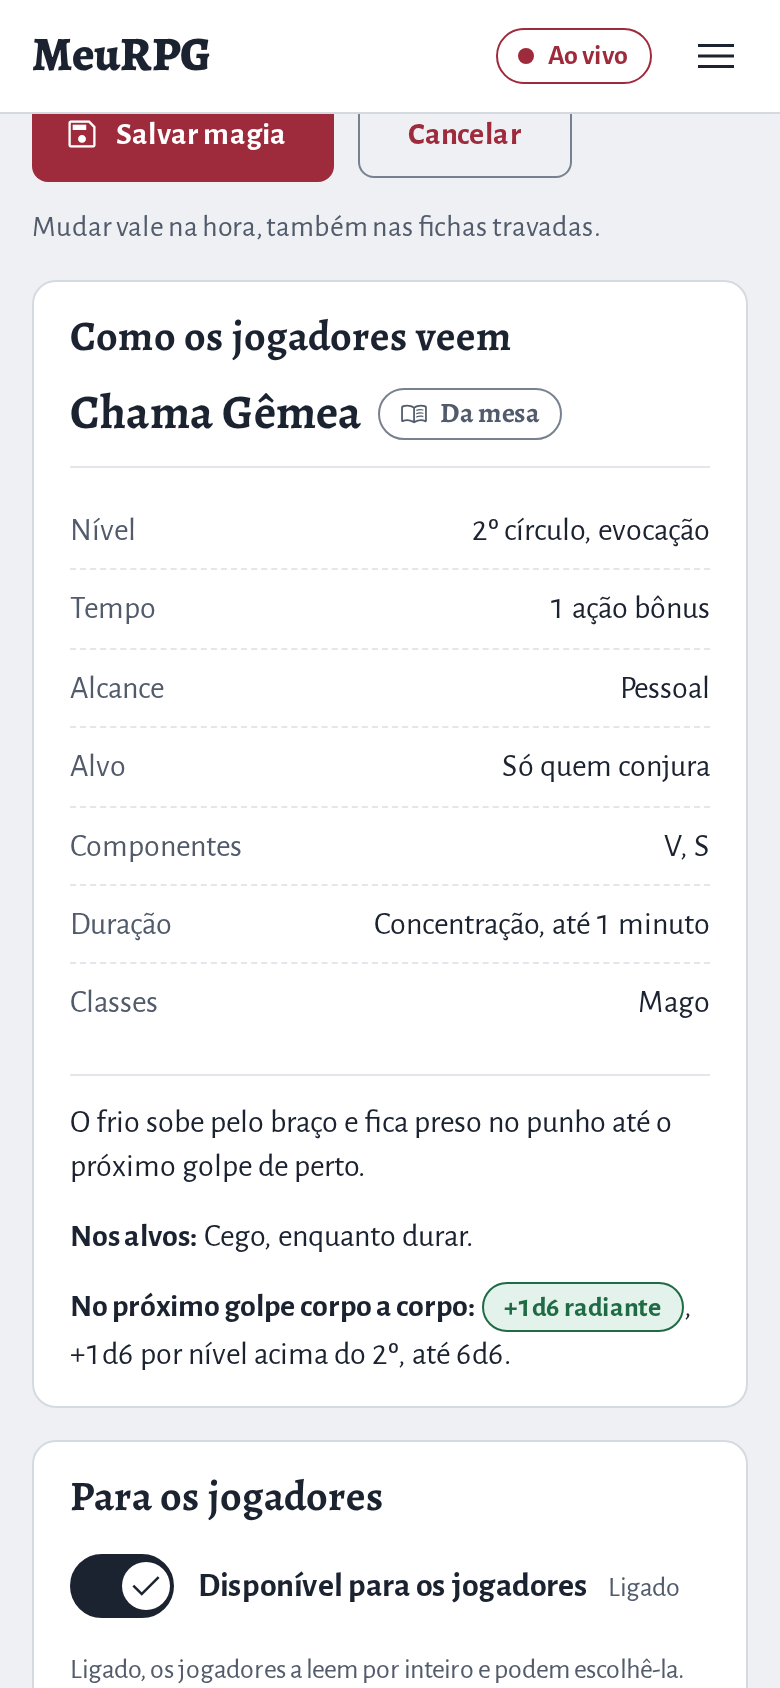 MeuRPG
Ao vivo
Salvar magia
Cancelar
Mudar vale na hora, também nas fichas travadas.
Como os jogadores veem
Chama Gêmea
Da mesa
Nível
2º círculo, evocação
Tempo
1 ação bônus
Alcance
Pessoal
Alvo
Só quem conjura
Componentes
V, S
Duração
Concentração, até 1 minuto
Classes
Mago
O frio sobe pelo braço e fica preso no punho até o
próximo golpe de perto.
Nos alvos: Cego, enquanto durar.
No próximo golpe corpo a corpo: +1d6 radiante,
+1d6 por nível acima do 2º, até 6d6.
Para os jogadores
Disponível para os jogadores Ligado
Ligado, os jogadores a leem por inteiro e podem escolhê-la.